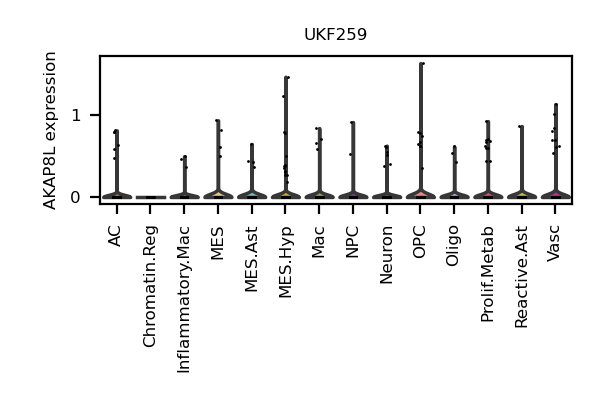 UKF259
AKAP8L expression
1
0
AC
Chromatin.Reg
Inflammatory.Mac
MES
MES.Ast
MES.Hyp
Mac
NPC
Neuron
OPC
Oligo
Prolif.Metab
Reactive.Ast
Vasc